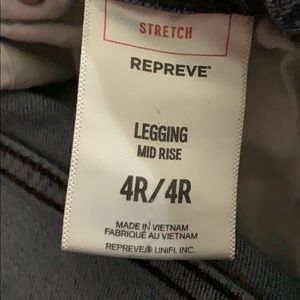 STRETCH
REPREVE®
LEGGING
MID RISE
4R/4R
MADE IN VIETNAM
FABRIQUÉ AU VIETNAM
REPREVE® UNIFI, INC.